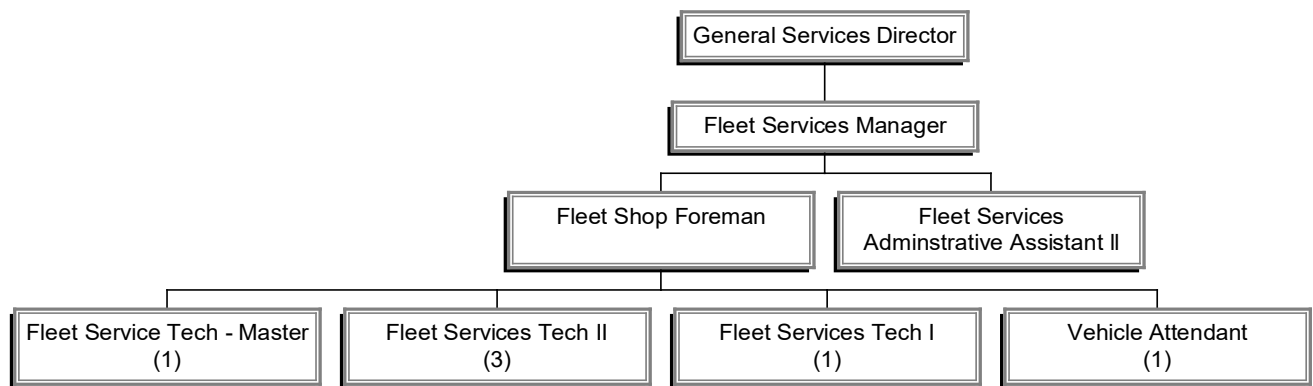 General Services Director
Fleet Services Manager
Fleet Shop Foreman
Fleet Services
Adminstrative Assistant II
Fleet Service Tech - Master
(1)
Fleet Services Tech II
(3)
Fleet Services Tech I
(1)
Vehicle Attendant
(1)